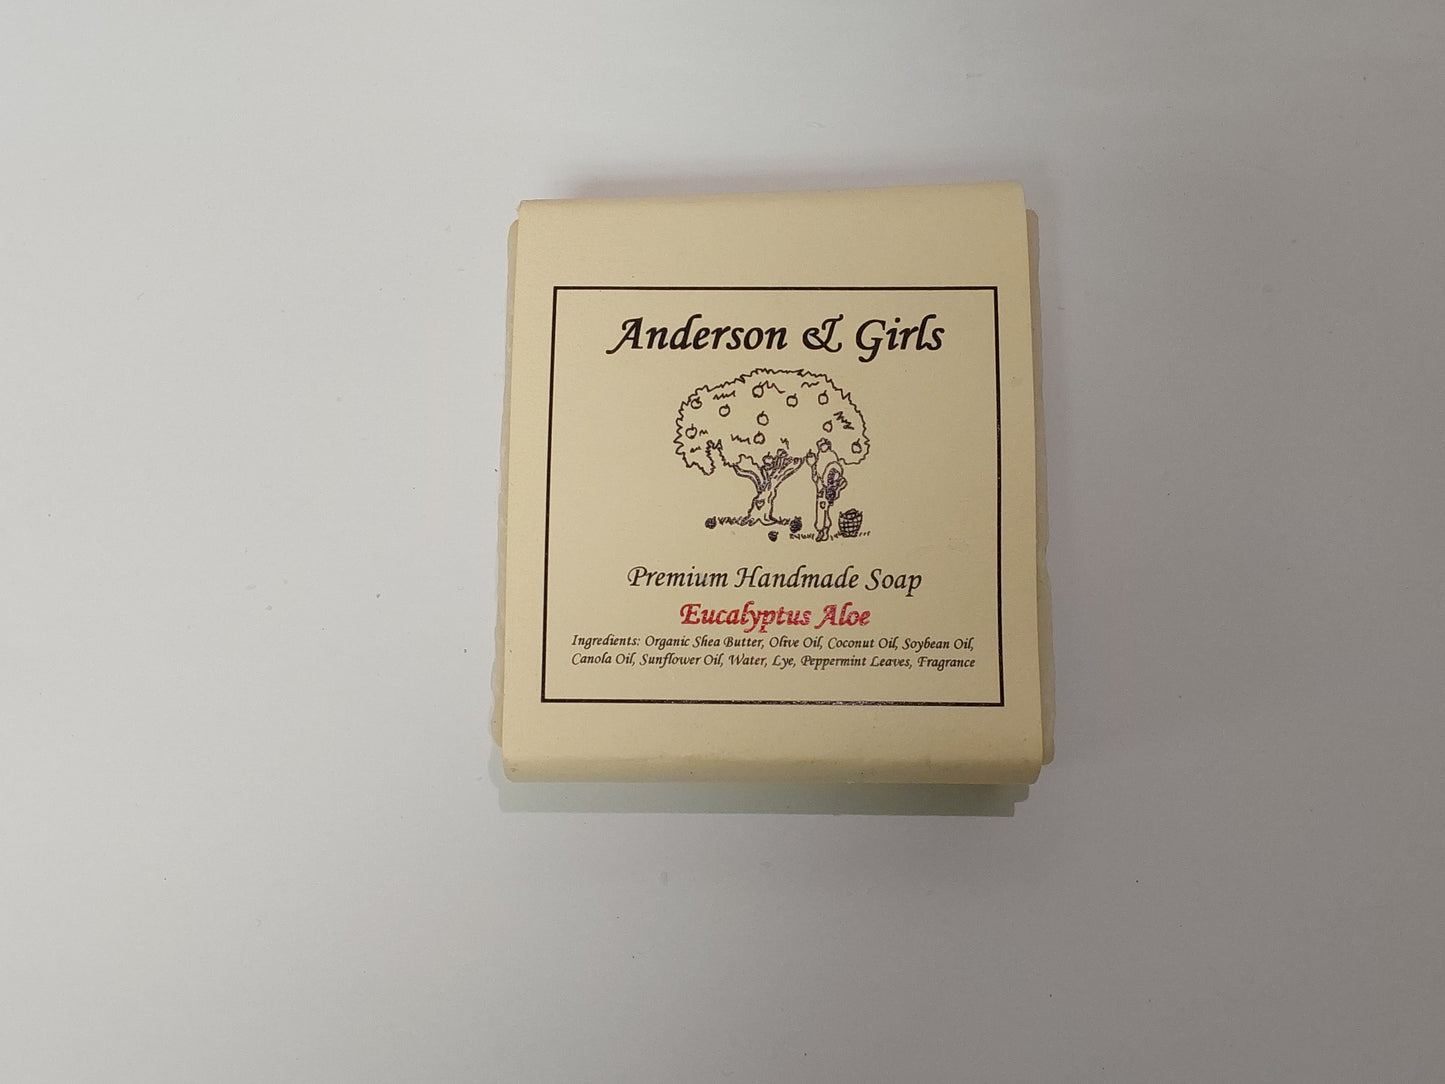 Anderson & Girls
Premium Handmade Soap
Eucalyptus Aloe
Ingredients: Organic Shea Butter, Olive Oil, Coconut Oil, Soybean Oil,
Canola Oil, Sunflower Oil, Water, Lye, Peppermint Leaves, Fragrance